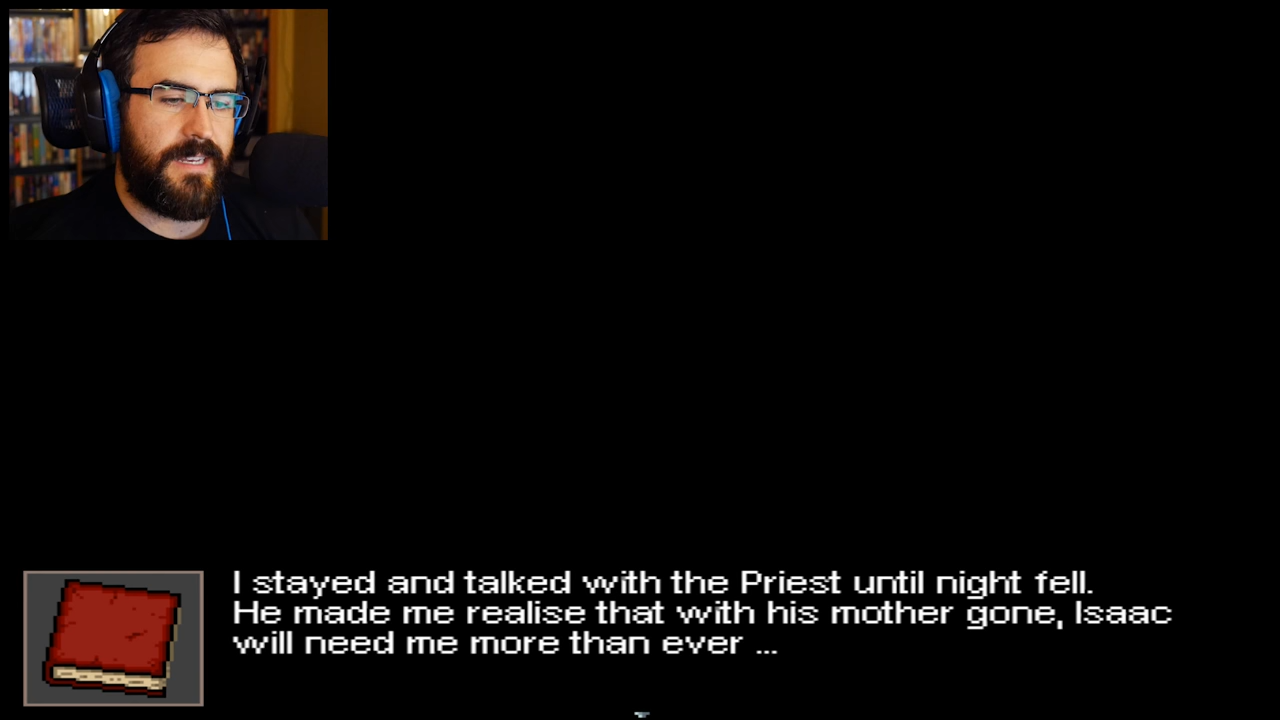 I stayed and talked with the Priest until night fell.
He made me realise that with his mother gone, Isaac
will need me more than ever ...